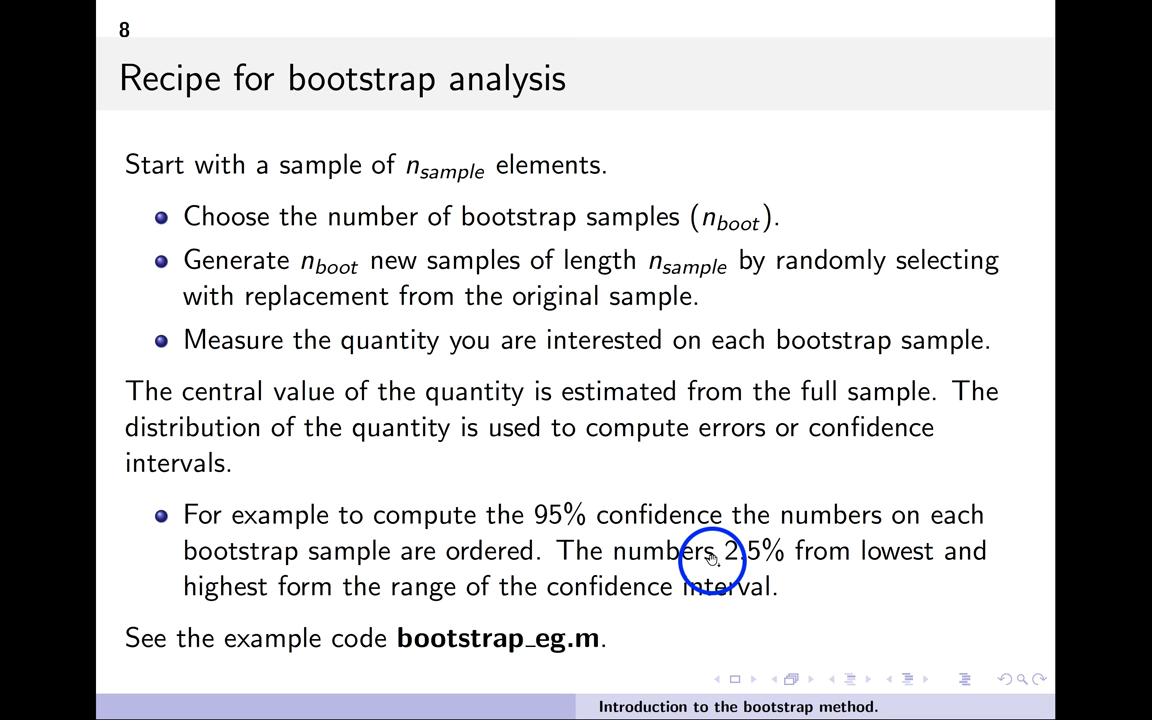 8
Recipe for bootstrap analysis
Start with a sample of n_sample elements.
Choose the number of bootstrap samples (n_boot).
Generate n_boot new samples of length n_sample by randomly selecting
with replacement from the original sample.
Measure the quantity you are interested on each bootstrap sample.
The central value of the quantity is estimated from the full sample. The
distribution of the quantity is used to compute errors or confidence
intervals.
For example to compute the 95% confidence the numbers on each
bootstrap sample are ordered. The numbers 2.5% from lowest and
highest form the range of the confidence interval.
See the example code bootstrap_eg.m.
Introduction to the bootstrap method.